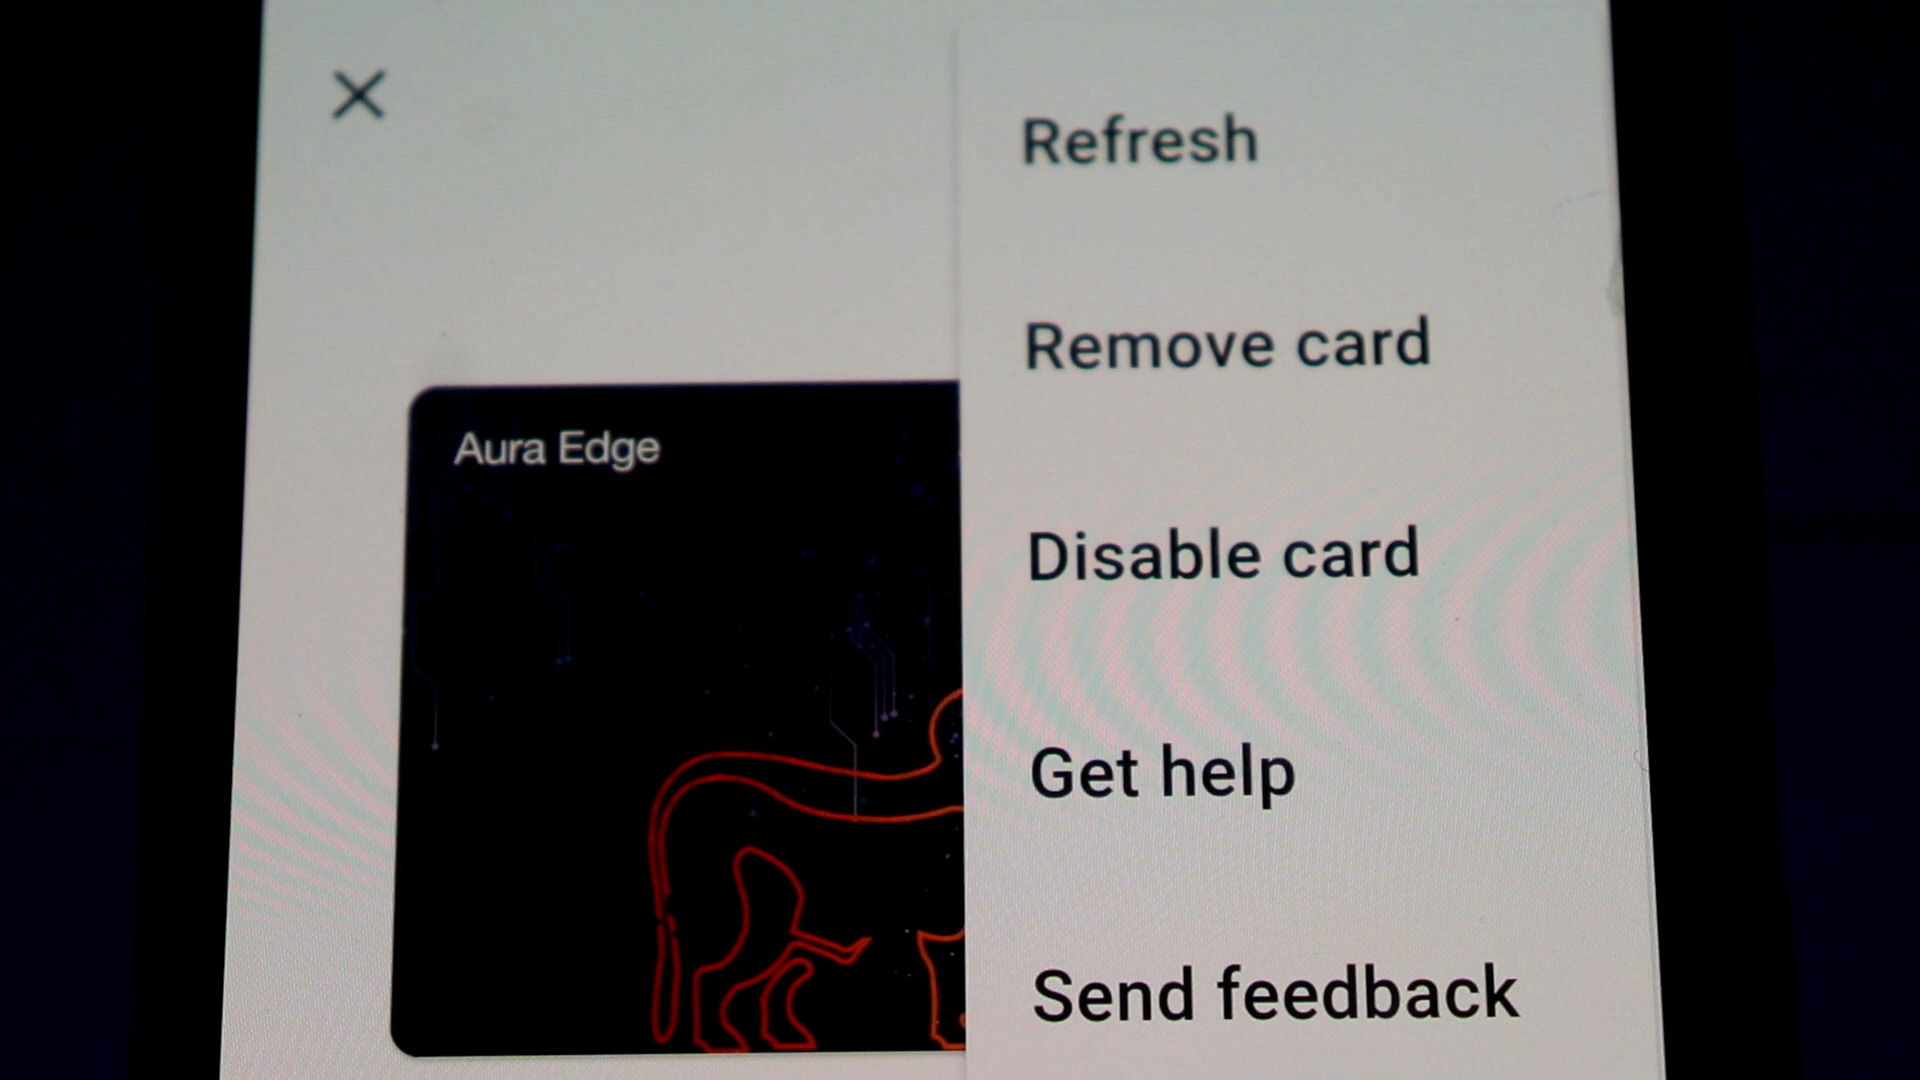 Refresh
Remove card
Aura Edge
Disable card
Get help
Send feedback